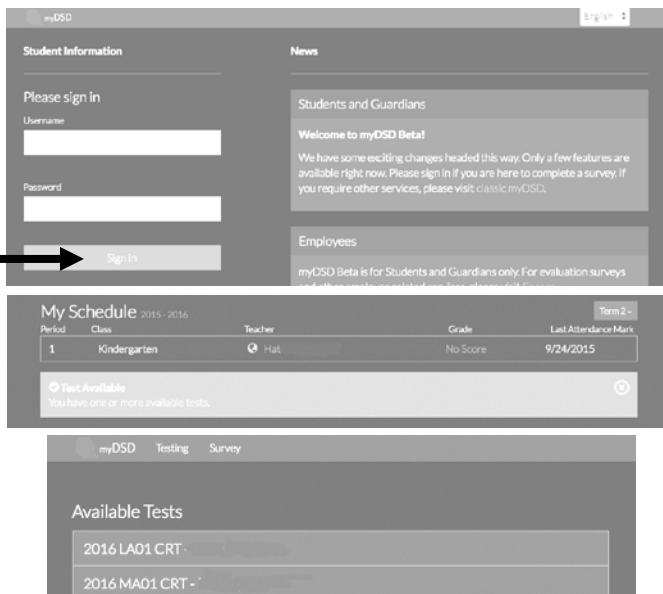 myDSD
English
Student Information
News
Please sign in
Username
Password
Sign In
Students and Guardians
Welcome to myDSD Beta!
We have some exciting changes headed this way. Only a few features are
available right now. Please sign in if you are here to complete a survey. If
you require other services, please visit classic myDSD.
Employees
myDSD Beta is for Students and Guardians only. For evaluation surveys
My Schedule 2015 - 2016
Term 2
Period Class Teacher Grade Last Attendance Mark
1 Kindergarten Hat No Score 9/24/2015
Test Available
You have one or more available tests.
myDSD Testing Survey
Available Tests
2016 LA01 CRT -
2016 MA01 CRT -